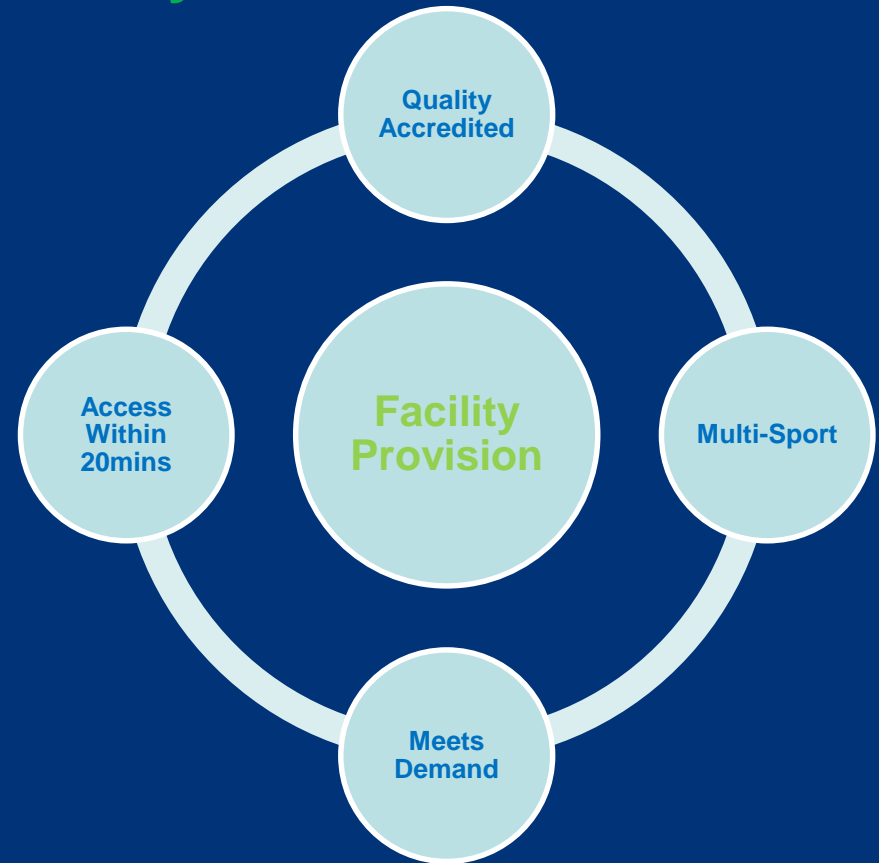 Quality
Accredited
Access
Within
20mins
Facility
Provision
Multi-Sport
Meets
Demand